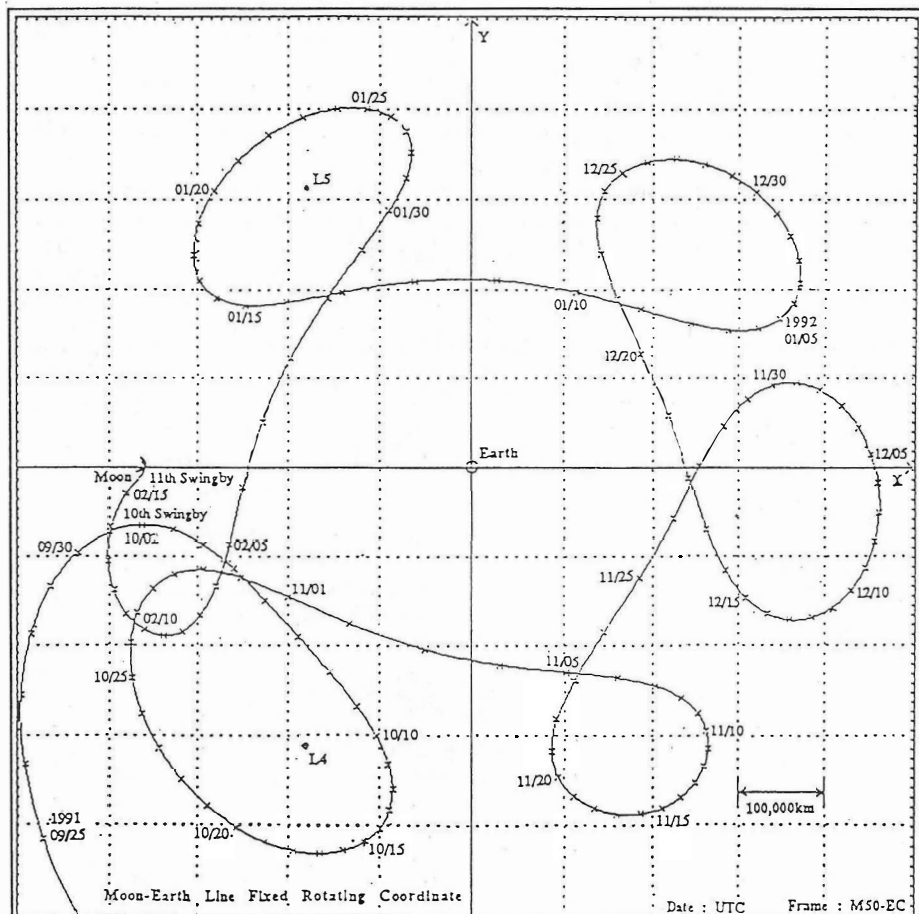 Y
01/25
12/25
12/30
01/20
L5
01/30
01/15
01/10
1992
01/05
12/20
11/30
Earth
12/05
X
Moon
11th Swingby
02/15
10th Swingby
10/02
09/30
02/05
11/25
12/10
12/15
11/01
02/10
11/05
10/25
10/10
11/10
L4
11/20
100,000km
1991
09/25
10/20
10/15
11/15
Moon-Earth Line Fixed Rotating Coordinate
Date : UTC Frame : M50-EC